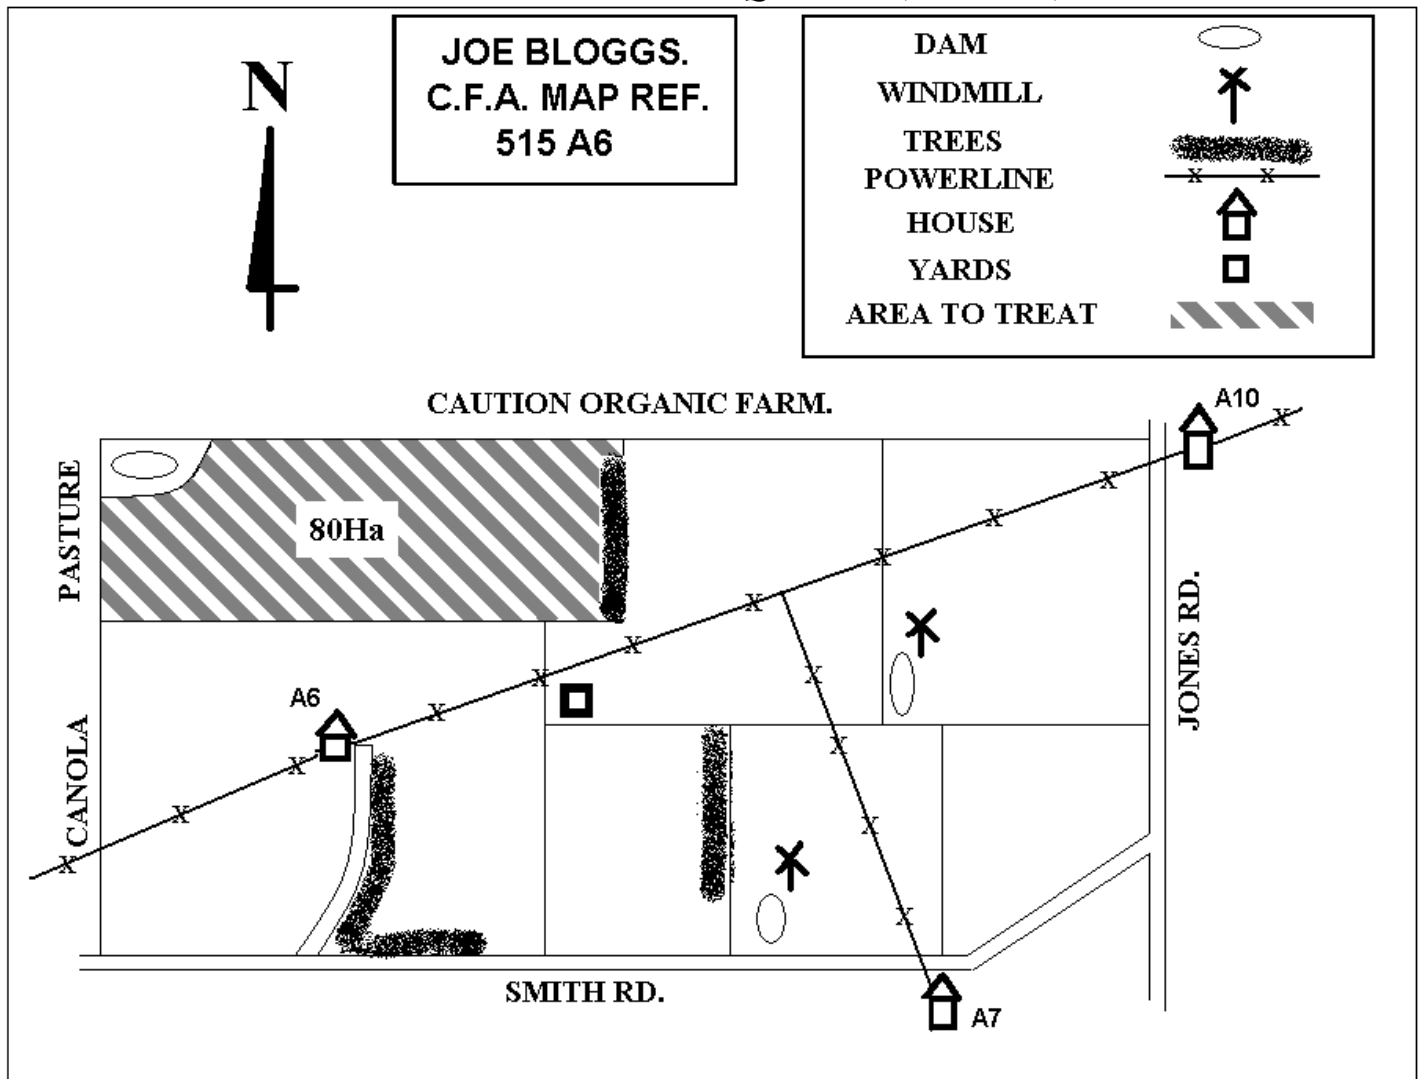 N
JOE BLOGGS.
C.F.A. MAP REF.
515 A6
DAM
WINDMILL
TREES
POWERLINE
HOUSE
YARDS
AREA TO TREAT
CAUTION ORGANIC FARM.
A10
PASTURE
80Ha
JONES RD.
A6
CANOLA
SMITH RD.
A7